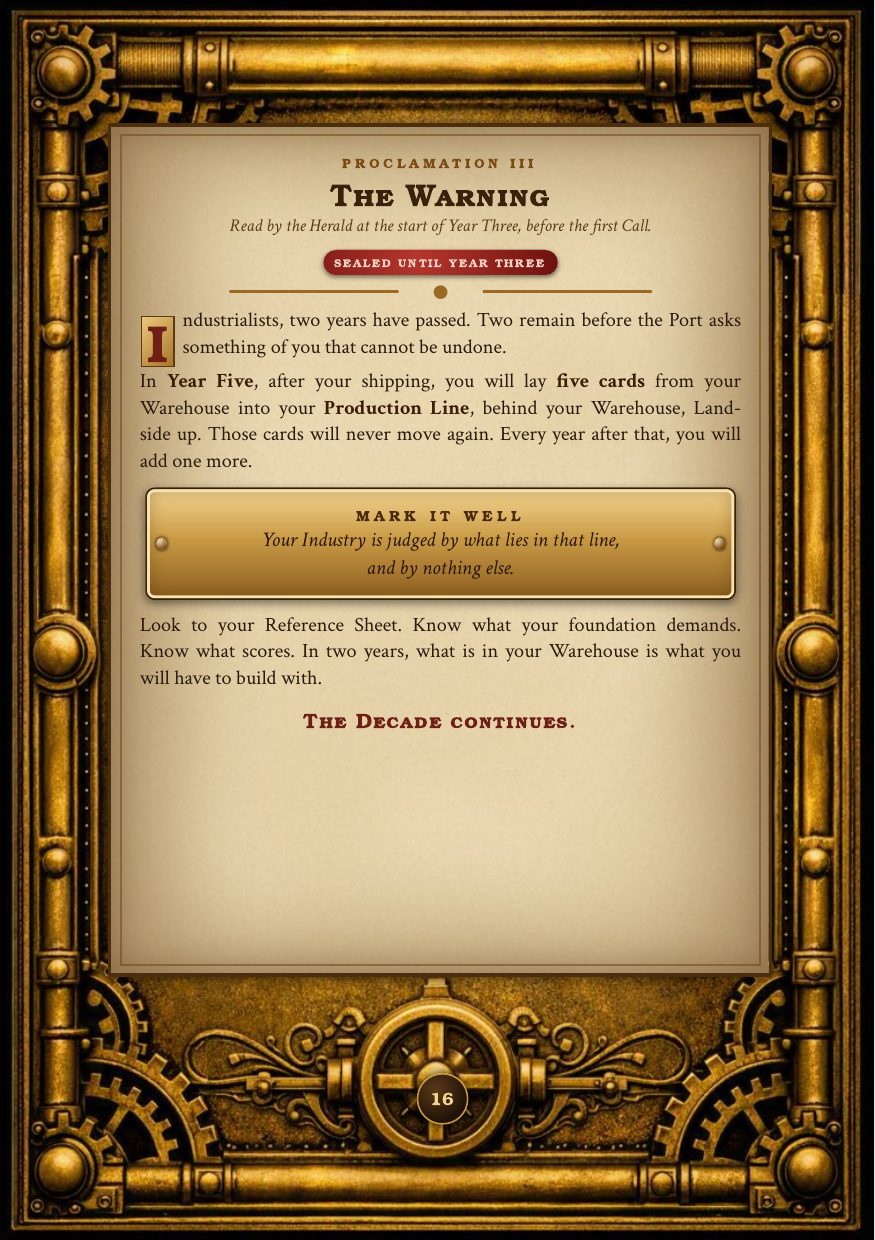 PROCLAMATION III
THE WARNING
Read by the Herald at the start of Year Three, before the first Call.
SEALED UNTIL YEAR THREE
Industrialists, two years have passed. Two remain before the Port asks
something of you that cannot be undone.
In Year Five, after your shipping, you will lay five cards from your
Warehouse into your Production Line, behind your Warehouse, Land-
side up. Those cards will never move again. Every year after that, you will
add one more.
MARK IT WELL
Your Industry is judged by what lies in that line,
and by nothing else.
Look to your Reference Sheet. Know what your foundation demands.
Know what scores. In two years, what is in your Warehouse is what you
will have to build with.
THE DECADE CONTINUES.
16